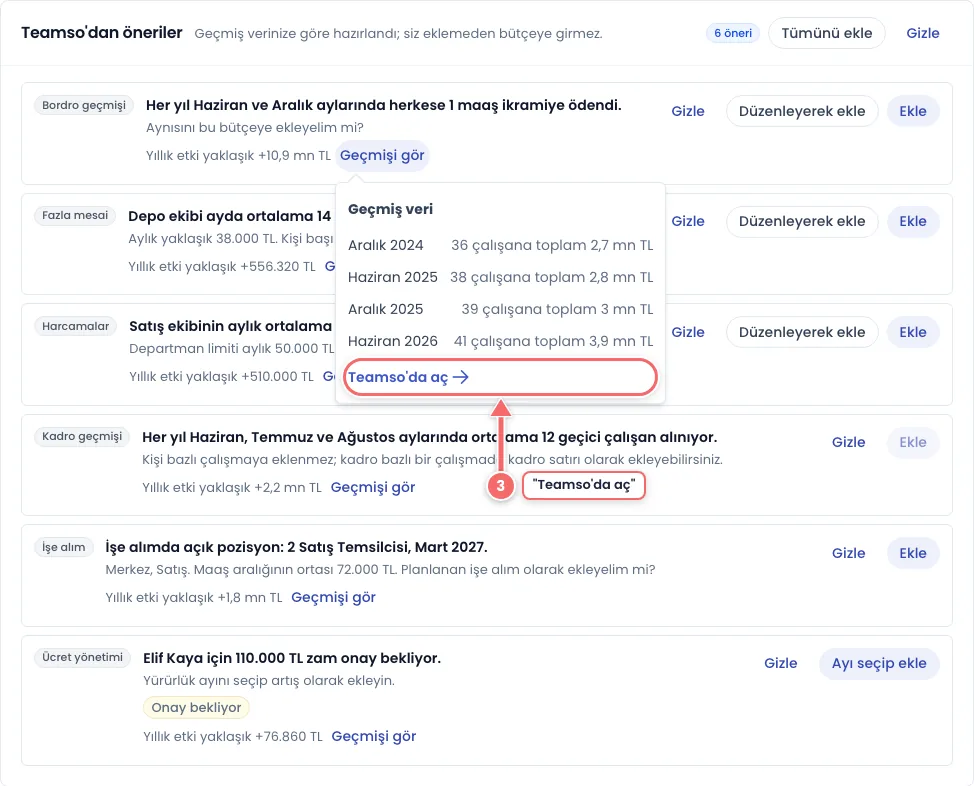 Teamso'dan öneriler Geçmiş verinize göre hazırlandı; siz eklemeden bütçeye girmez. 6 öneri Tümünü ekle Gizle
Bordro geçmişi Her yıl Haziran ve Aralık aylarında herkese 1 maaş ikramiye ödendi. Gizle Düzenleyerek ekle Ekle
Aynısını bu bütçeye ekleyelim mi?
Yıllık etki yaklaşık +10,9 mn TL Geçmişi gör
Geçmiş veri
Aralık 2024 36 çalışana toplam 2,7 mn TL
Haziran 2025 38 çalışana toplam 2,8 mn TL
Aralık 2025 39 çalışana toplam 3 mn TL
Haziran 2026 41 çalışana toplam 3,9 mn TL
Teamso'da aç →
3 "Teamso'da aç"
Fazla mesai Depo ekibi ayda ortalama 14 Gizle Düzenleyerek ekle Ekle
Aylık yaklaşık 38.000 TL. Kişi başı
Yıllık etki yaklaşık +556.320 TL G
Harcamalar Satış ekibinin aylık ortalama Gizle Düzenleyerek ekle Ekle
Departman limiti aylık 50.000 TL
Yıllık etki yaklaşık +510.000 TL
Kadro geçmişi Her yıl Haziran, Temmuz ve Ağustos aylarında ortalama 12 geçici çalışan alınıyor. Gizle Ekle
Kişi bazlı çalışmaya eklenmez; kadro bazlı bir çalışmada kadro satırı olarak ekleyebilirsiniz.
Yıllık etki yaklaşık +2,2 mn TL Geçmişi gör
İşe alım İşe alımda açık pozisyon: 2 Satış Temsilcisi, Mart 2027. Gizle Ekle
Merkez, Satış. Maaş aralığının ortası 72.000 TL. Planlanan işe alım olarak ekleyelim mi?
Yıllık etki yaklaşık +1,8 mn TL Geçmişi gör
Ücret yönetimi Elif Kaya için 110.000 TL zam onay bekliyor. Gizle Ayı seçip ekle
Yürürlük ayını seçip artış olarak ekleyin.
Onay bekliyor
Yıllık etki yaklaşık +76.860 TL Geçmişi gör